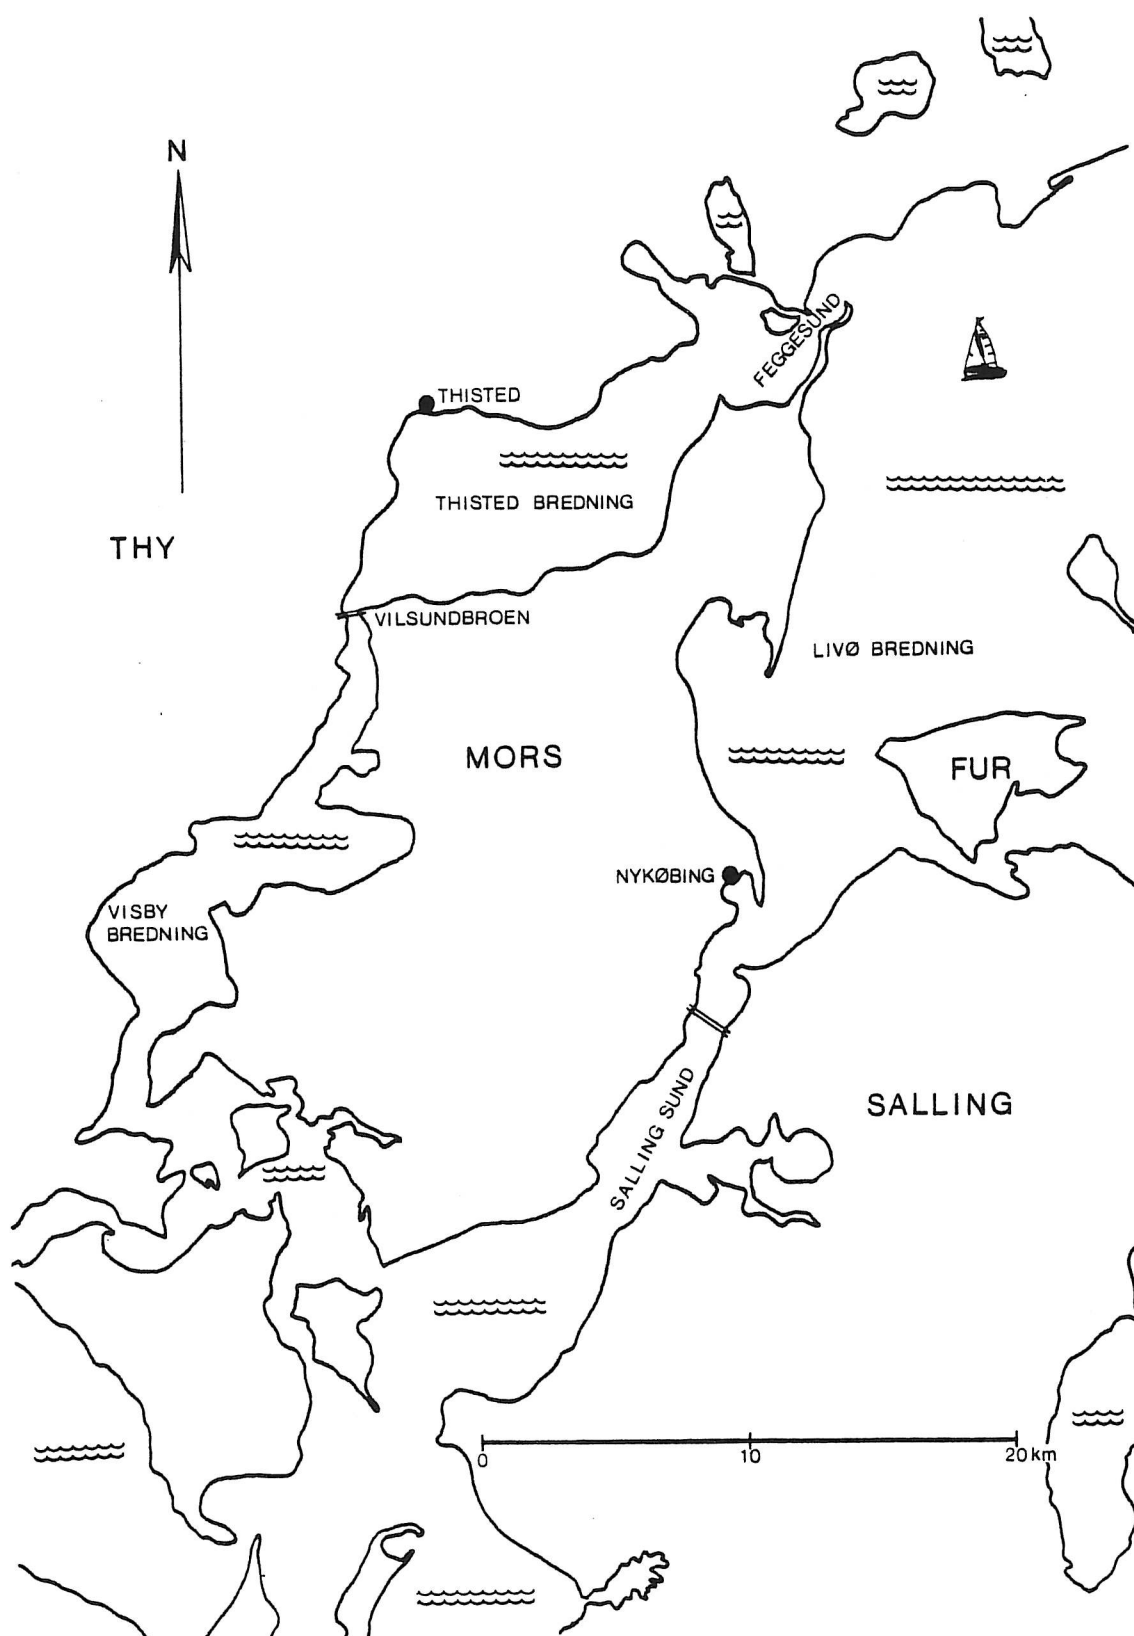 N
FEGGESUND
THISTED
THISTED BREDNING
THY
VILSUNDBROEN
LIVØ BREDNING
MORS
FUR
NYKØBING
VISBY
BREDNING
SALLING
SALLING SUND
0
10
20 km